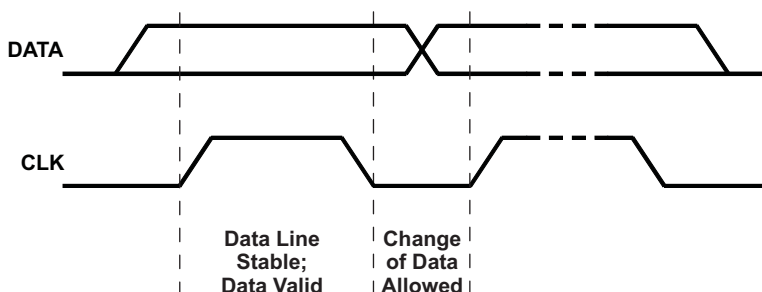 DATA
CLK
Data Line
Stable;
Data Valid
Change
of Data
Allowed